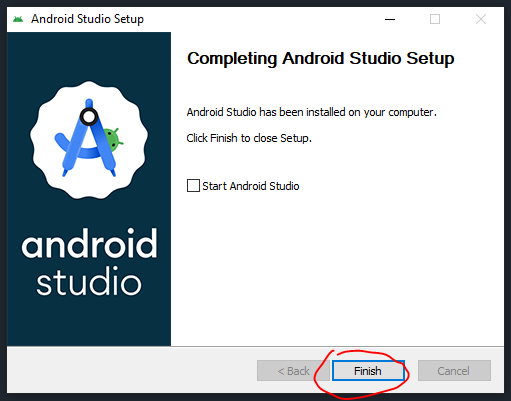 Android Studio Setup
Completing Android Studio Setup
Android Studio has been installed on your computer.
Click Finish to close Setup.
Start Android Studio
android
studio
< Back
Finish
Cancel